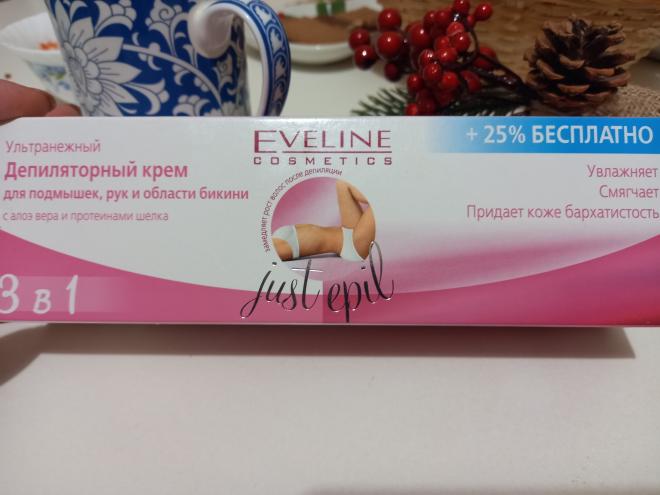 Ультранежный
Депиляторный крем
для подмышек, рук и области бикини
с алоэ вера и протеинами шелка
3 в 1
EVELINE
COSMETICS
замедляет рост волос после депиляции
just epil
+ 25% БЕСПЛАТНО
Увлажняет
Смягчает
Придает коже бархатистость